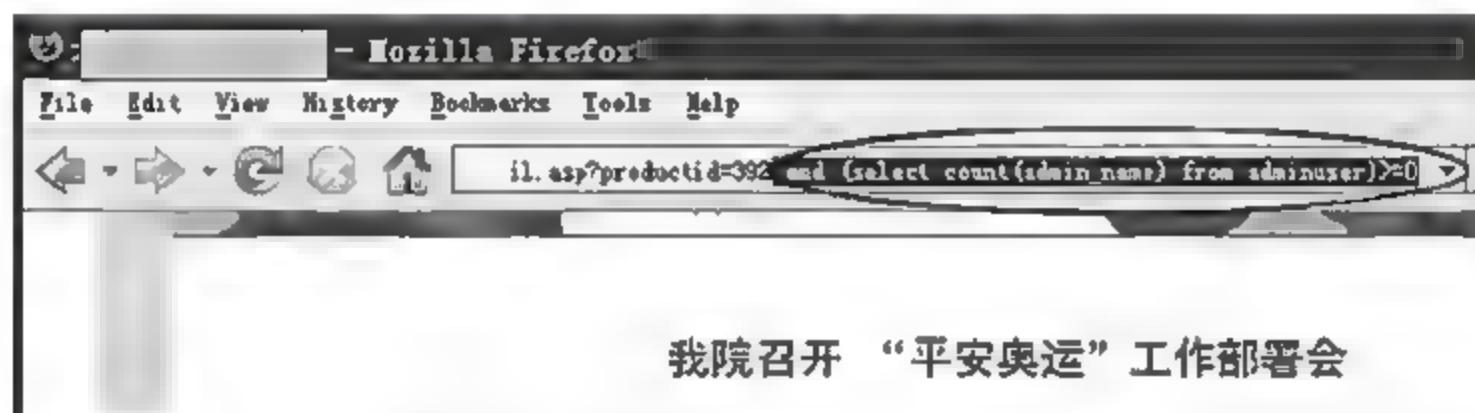 - Mozilla Firefox
File Edit View History Bookmarks Tools Help
il.asp?productid=392 and (select count(admin_name) from adminuser)>=0
我院召开 “平安奥运”工作部署会